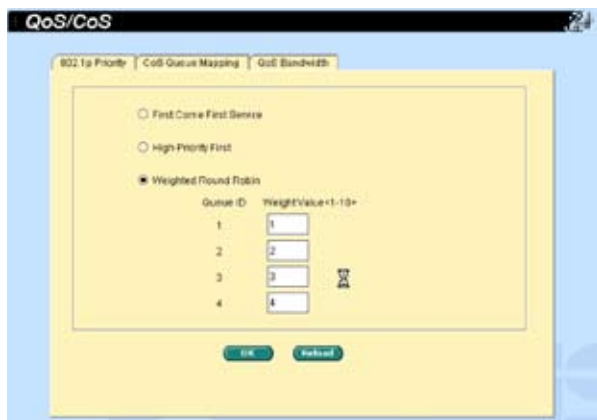 QoS/CoS
802.1p Priority CoS Queue Mapping QoS Bandwidth
First Come First Service
High-Priority First
Weighted Round Robin
Queue ID Weight Value<1-10>
1 1
2 2
3 3
4 4
OK Reload